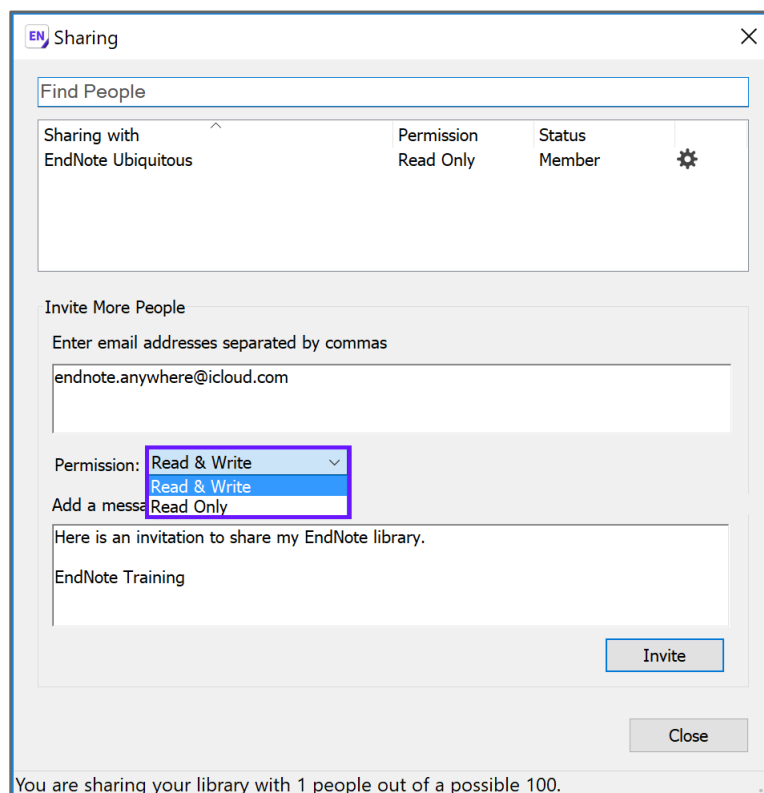 EN Sharing
Find People
Sharing with Permission Status
EndNote Ubiquitous Read Only Member
Invite More People
Enter email addresses separated by commas
endnote.anywhere@icloud.com
Permission: Read & Write
Read & Write
Add a messa Read Only
Here is an invitation to share my EndNote library.
EndNote Training
Invite
Close
You are sharing your library with 1 people out of a possible 100.